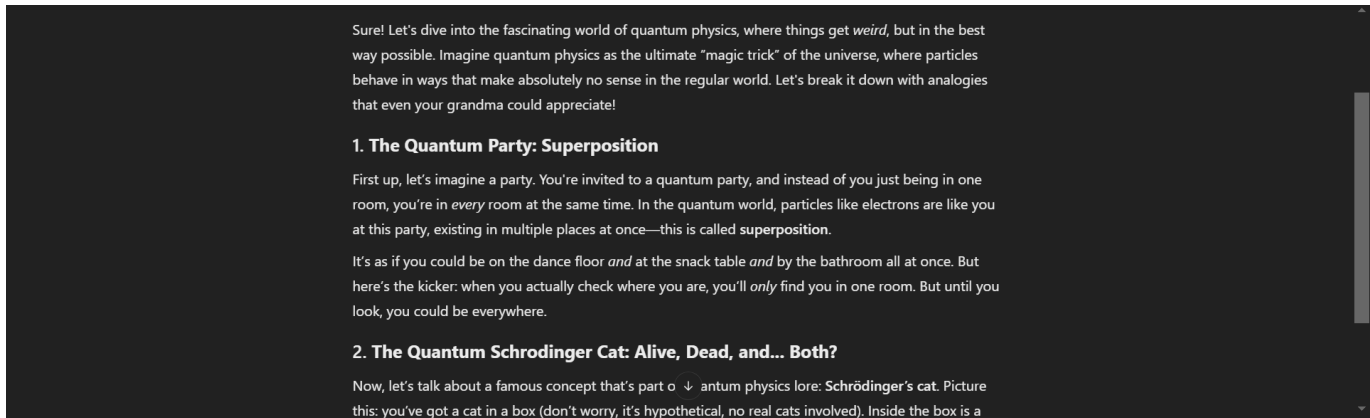 Sure! Let's dive into the fascinating world of quantum physics, where things get weird, but in the best
way possible. Imagine quantum physics as the ultimate “magic trick” of the universe, where particles
behave in ways that make absolutely no sense in the regular world. Let's break it down with analogies
that even your grandma could appreciate!
1. The Quantum Party: Superposition
First up, let’s imagine a party. You're invited to a quantum party, and instead of you just being in one
room, you’re in every room at the same time. In the quantum world, particles like electrons are like you
at this party, existing in multiple places at once—this is called superposition.
It’s as if you could be on the dance floor and at the snack table and by the bathroom all at once. But
here’s the kicker: when you actually check where you are, you’ll only find you in one room. But until you
look, you could be everywhere.
2. The Quantum Schrodinger Cat: Alive, Dead, and... Both?
Now, let’s talk about a famous concept that’s part o antum physics lore: Schrödinger’s cat. Picture
this: you’ve got a cat in a box (don’t worry, it’s hypothetical, no real cats involved). Inside the box is a